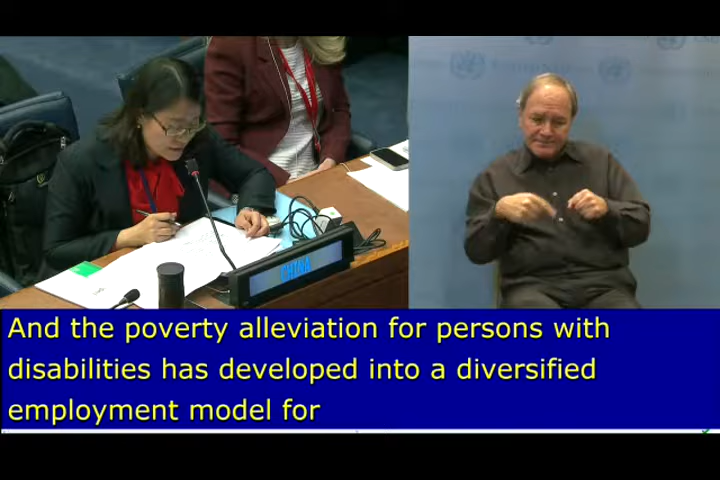 CHINA
And the poverty alleviation for persons with
disabilities has developed into a diversified
employment model for